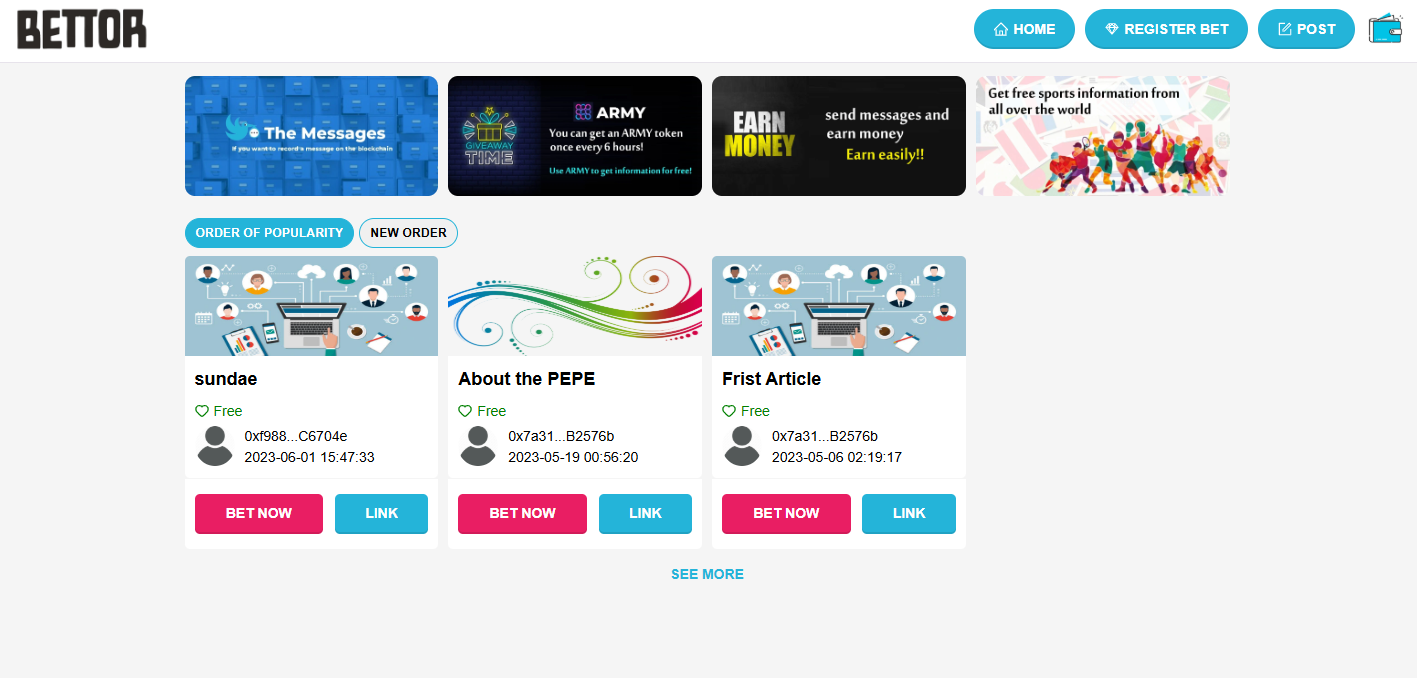 BETTOR
HOME
REGISTER BET
POST
The Messages
If you want to record a message on the blockchain
GIVEAWAY
TIME
ARMY
You can get an ARMY token
once every 6 hours!
Use ARMY to get information for free!
EARN
MONEY
send messages and
earn money
Earn easily!!
Get free sports information from
all over the world
ORDER OF POPULARITY
NEW ORDER
sundae
Free
0xf988...C6704e
2023-06-01 15:47:33
BET NOW
LINK
About the PEPE
Free
0x7a31...B2576b
2023-05-19 00:56:20
BET NOW
LINK
Frist Article
Free
0x7a31...B2576b
2023-05-06 02:19:17
BET NOW
LINK
SEE MORE